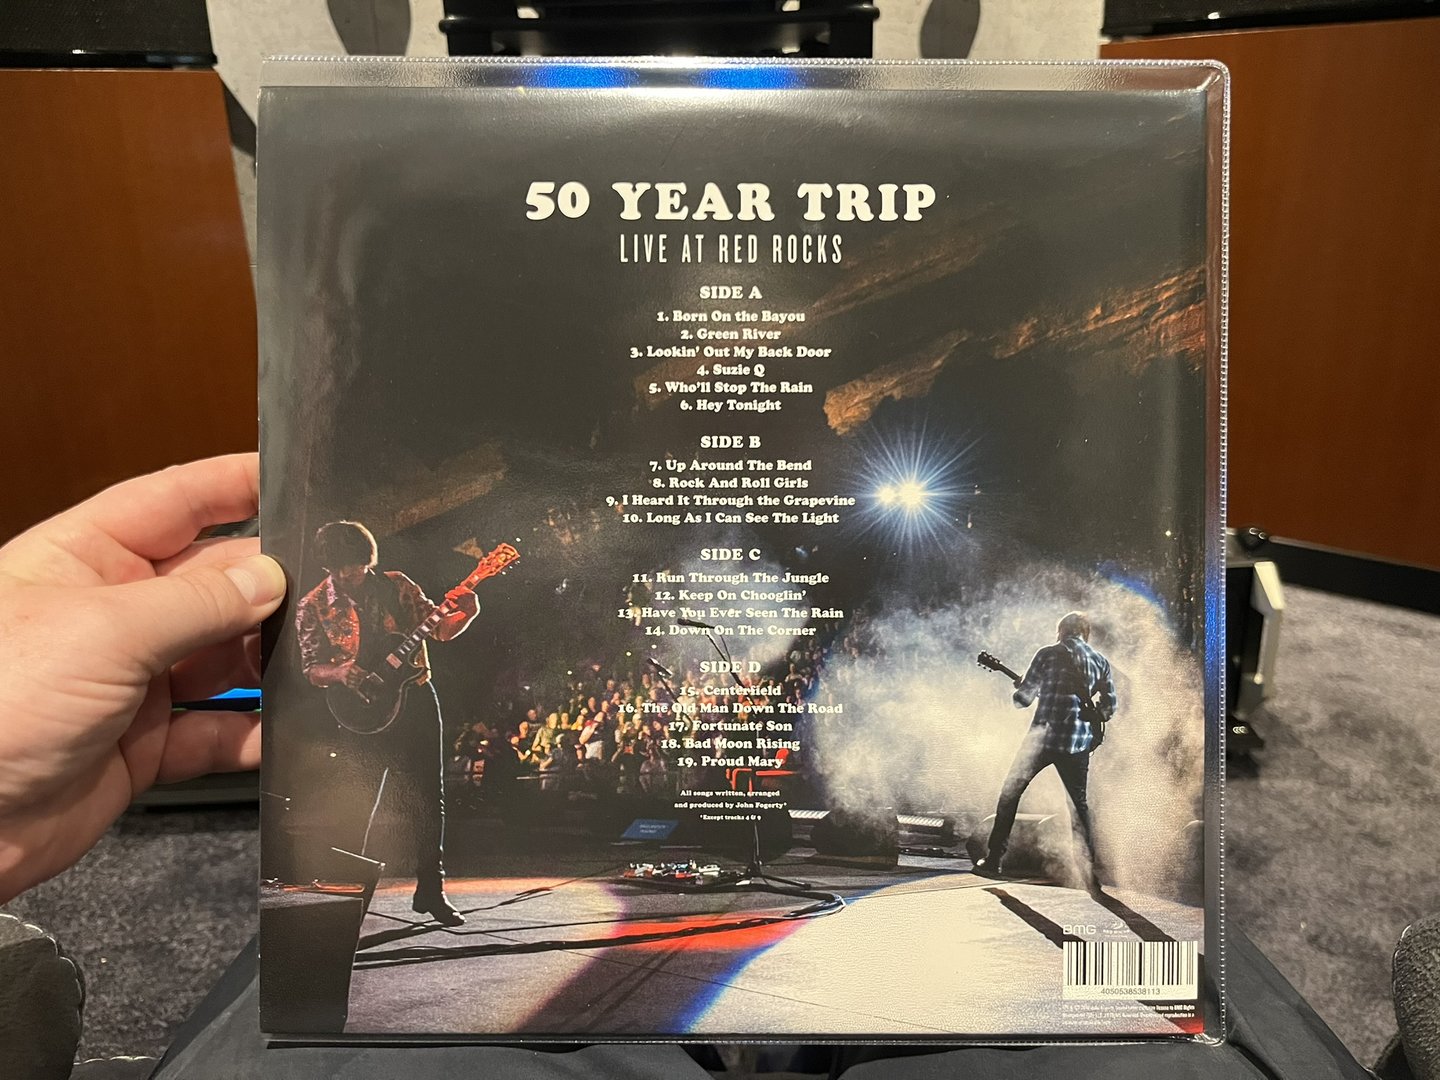 50 YEAR TRIP
LIVE AT RED ROCKS
SIDE A
1. Born On the Bayou
2. Green River
3. Lookin' Out My Back Door
4. Suzie Q
5. Who'll Stop The Rain
6. Hey Tonight
SIDE B
7. Up Around The Bend
8. Rock And Roll Girls
9. I Heard It Through the Grapevine
10. Long As I Can See The Light
SIDE C
11. Run Through The Jungle
12. Keep On Chooglin'
13. Have You Ever Seen The Rain
14. Down On The Corner
SIDE D
15. Centerfield
16. The Old Man Down The Road
17. Fortunate Son
18. Bad Moon Rising
19. Proud Mary
All songs written, arranged
and produced by John Fogerty*
*Except tracks 4 & 9
BMG
4050538538113